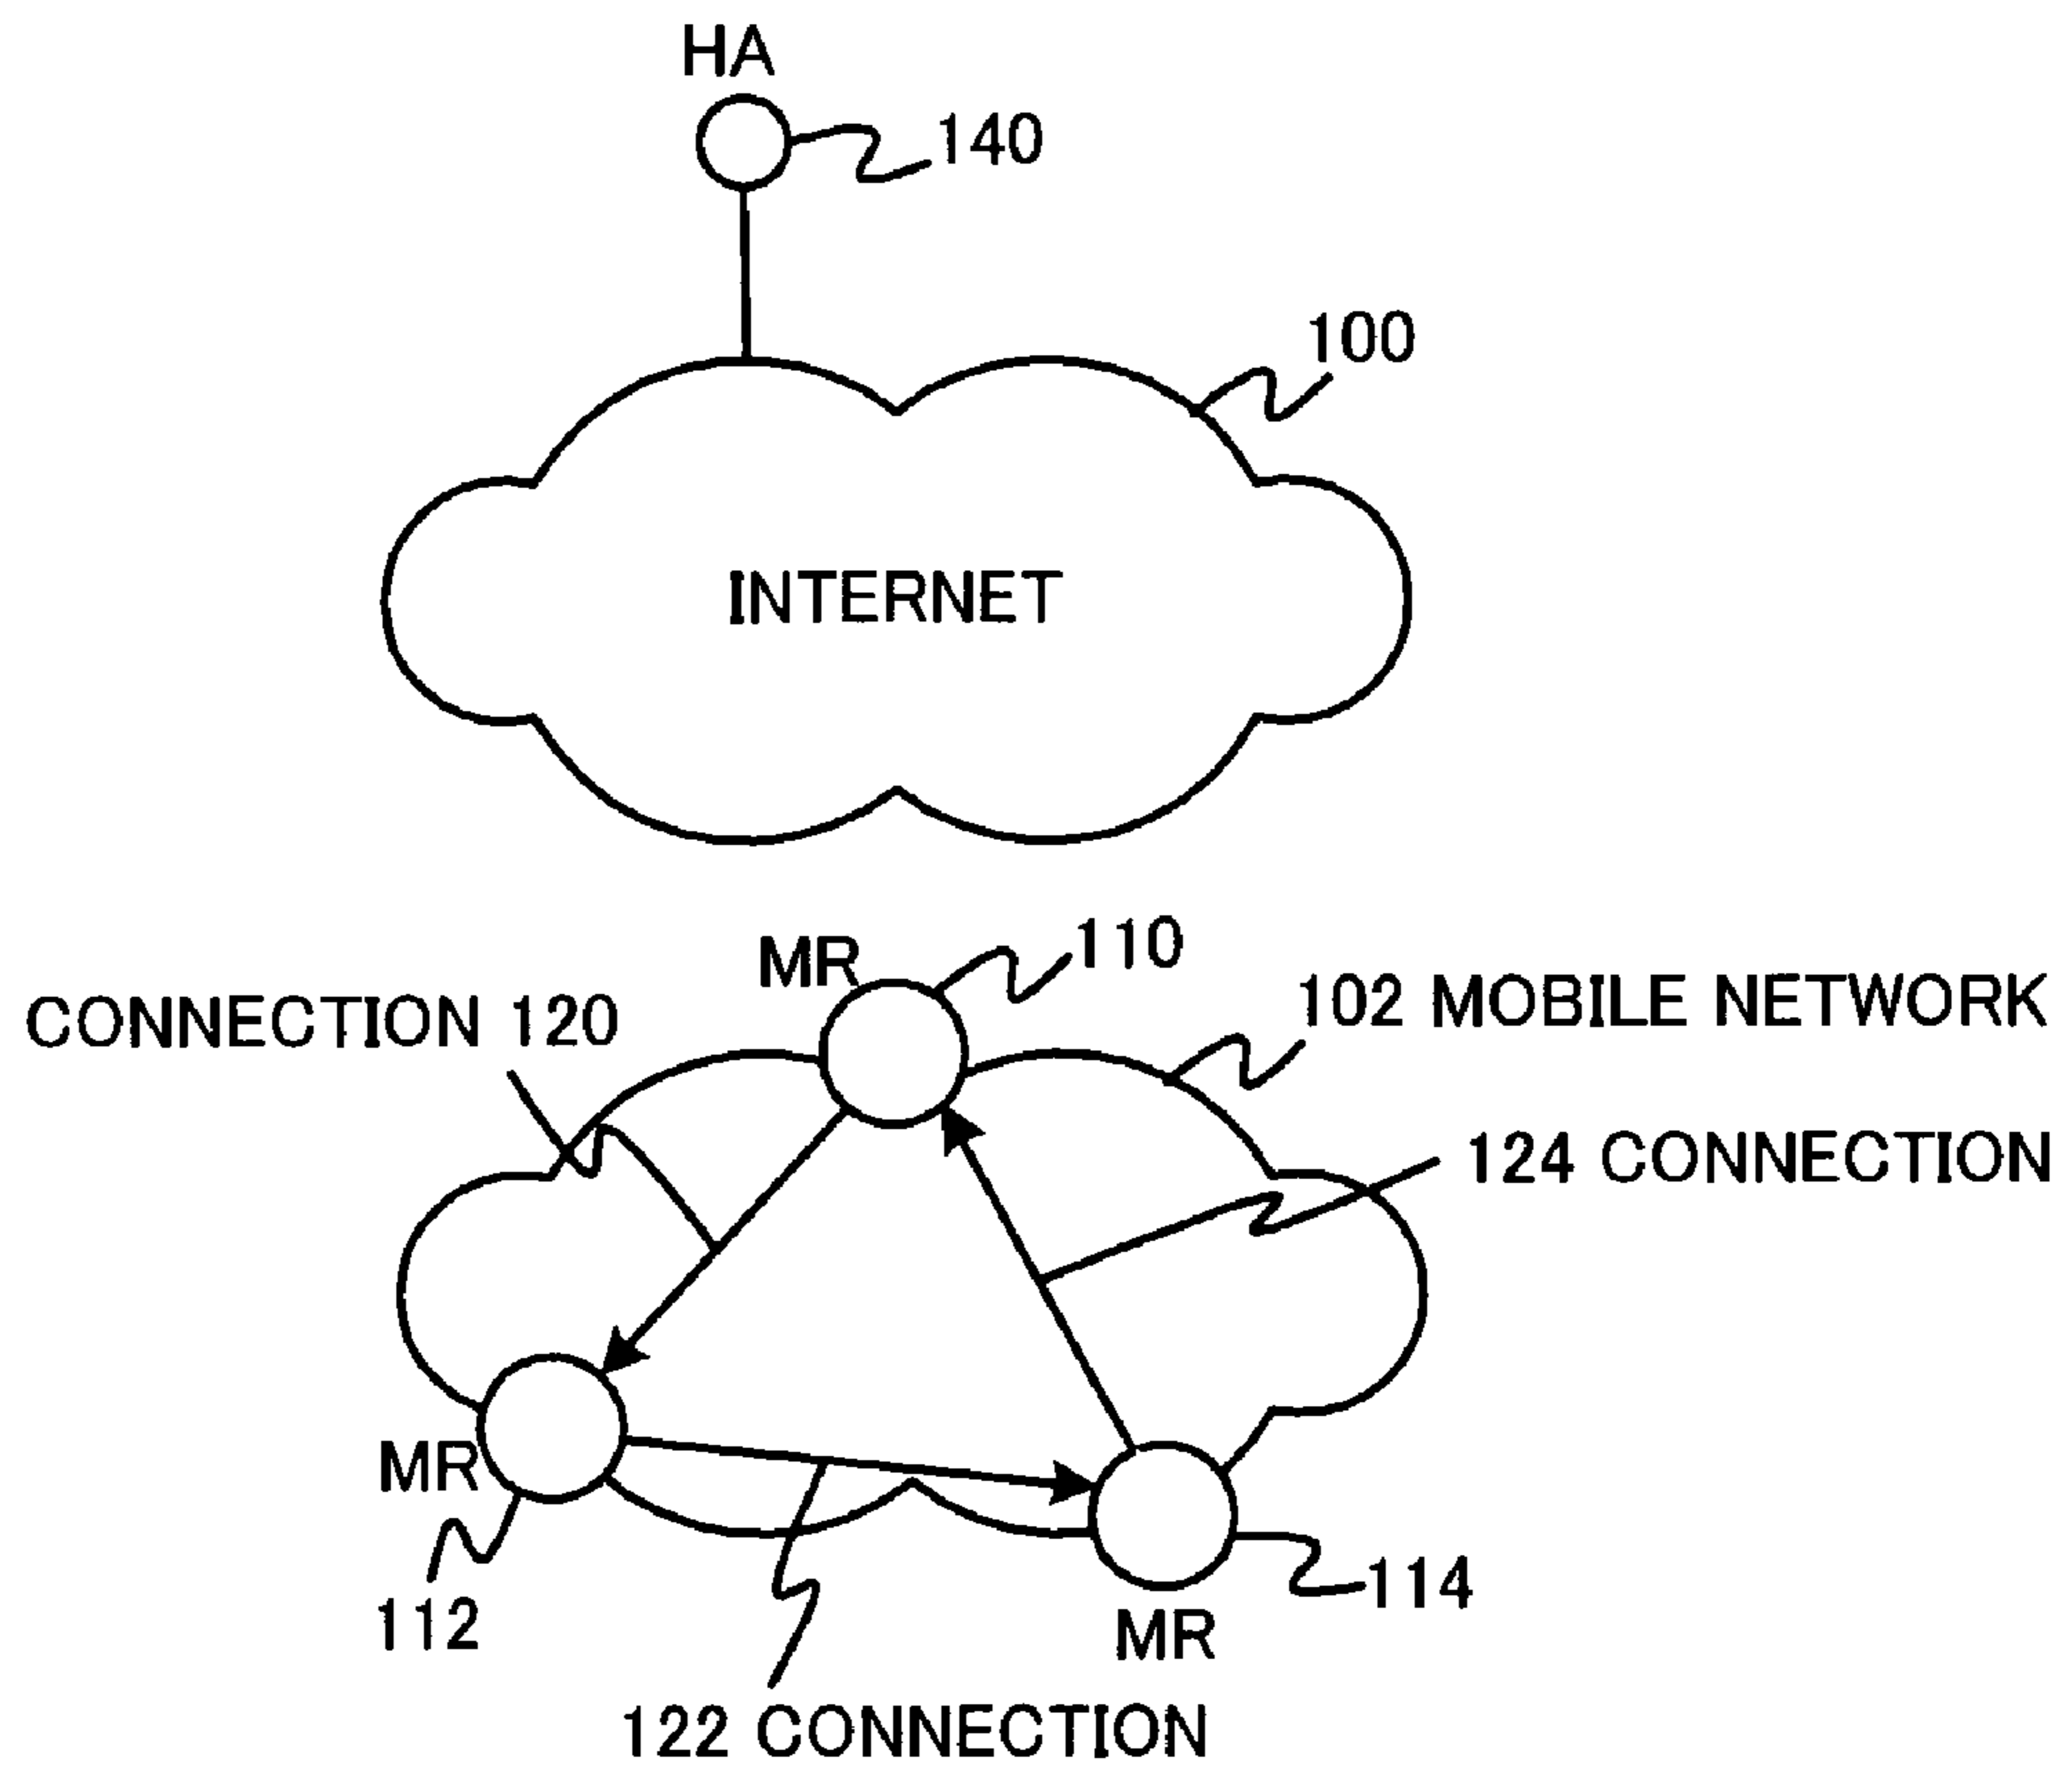 HA
140
100
INTERNET
MR
110
102 MOBILE NETWORK
CONNECTION 120
124 CONNECTION
MR
112
114
MR
122 CONNECTION